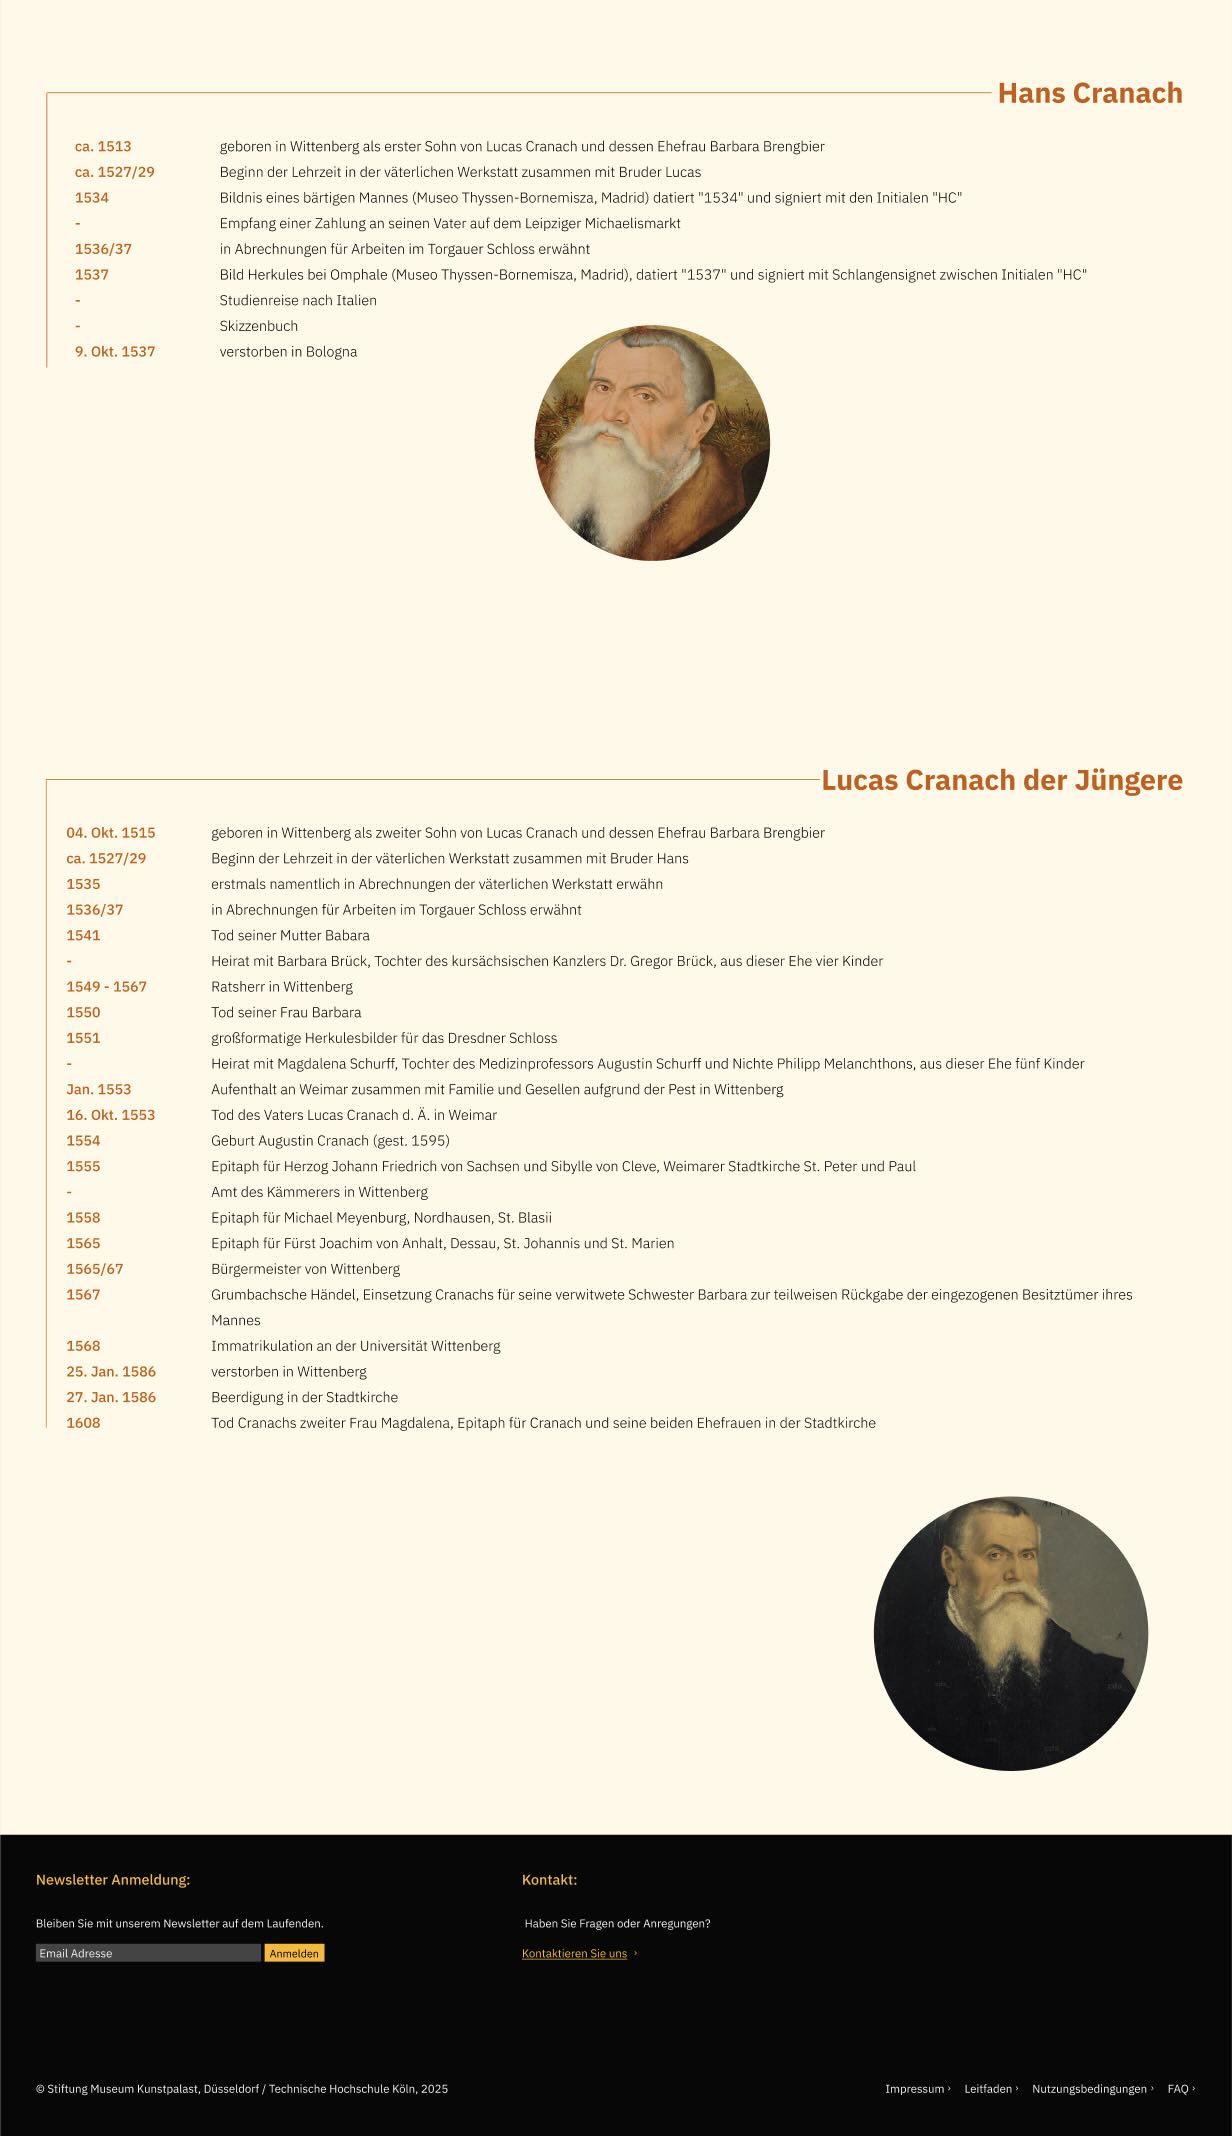 Hans Cranach
ca. 1513 geboren in Wittenberg als erster Sohn von Lucas Cranach und dessen Ehefrau Barbara Brengbier
ca. 1527/29 Beginn der Lehrzeit in der väterlichen Werkstatt zusammen mit Bruder Lucas
1534 Bildnis eines bärtigen Mannes (Museo Thyssen-Bornemisza, Madrid) datiert "1534" und signiert mit den Initialen "HC"
- Empfang einer Zahlung an seinen Vater auf dem Leipziger Michaelismarkt
1536/37 in Abrechnungen für Arbeiten im Torgauer Schloss erwähnt
1537 Bild Herkules bei Omphale (Museo Thyssen-Bornemisza, Madrid), datiert "1537" und signiert mit Schlangensignet zwischen Initialen "HC"
- Studienreise nach Italien
- Skizzenbuch
9. Okt. 1537 verstorben in Bologna
Lucas Cranach der Jüngere
04. Okt. 1515 geboren in Wittenberg als zweiter Sohn von Lucas Cranach und dessen Ehefrau Barbara Brengbier
ca. 1527/29 Beginn der Lehrzeit in der väterlichen Werkstatt zusammen mit Bruder Hans
1535 erstmals namentlich in Abrechnungen der väterlichen Werkstatt erwähn
1536/37 in Abrechnungen für Arbeiten im Torgauer Schloss erwähnt
1541 Tod seiner Mutter Babara
- Heirat mit Barbara Brück, Tochter des kursächsischen Kanzlers Dr. Gregor Brück, aus dieser Ehe vier Kinder
1549 - 1567 Ratsherr in Wittenberg
1550 Tod seiner Frau Barbara
1551 großformatige Herkulesbilder für das Dresdner Schloss
- Heirat mit Magdalena Schurff, Tochter des Medizinprofessors Augustin Schurff und Nichte Philipp Melanchthons, aus dieser Ehe fünf Kinder
Jan. 1553 Aufenthalt an Weimar zusammen mit Familie und Gesellen aufgrund der Pest in Wittenberg
16. Okt. 1553 Tod des Vaters Lucas Cranach d. Ä. in Weimar
1554 Geburt Augustin Cranach (gest. 1595)
1555 Epitaph für Herzog Johann Friedrich von Sachsen und Sibylle von Cleve, Weimarer Stadtkirche St. Peter und Paul
- Amt des Kämmerers in Wittenberg
1558 Epitaph für Michael Meyenburg, Nordhausen, St. Blasii
1565 Epitaph für Fürst Joachim von Anhalt, Dessau, St. Johannis und St. Marien
1565/67 Bürgermeister von Wittenberg
1567 Grumbachsche Händel, Einsetzung Cranachs für seine verwitwete Schwester Barbara zur teilweisen Rückgabe der eingezogenen Besitztümer ihres
Mannes
1568 Immatrikulation an der Universität Wittenberg
25. Jan. 1586 verstorben in Wittenberg
27. Jan. 1586 Beerdigung in der Stadtkirche
1608 Tod Cranachs zweiter Frau Magdalena, Epitaph für Cranach und seine beiden Ehefrauen in der Stadtkirche
Newsletter Anmeldung:
Bleiben Sie mit unserem Newsletter auf dem Laufenden.
Email Adresse Anmelden
Kontakt:
Haben Sie Fragen oder Anregungen?
Kontaktieren Sie uns ›
© Stiftung Museum Kunstpalast, Düsseldorf / Technische Hochschule Köln, 2025
Impressum › Leitfaden › Nutzungsbedingungen › FAQ ›